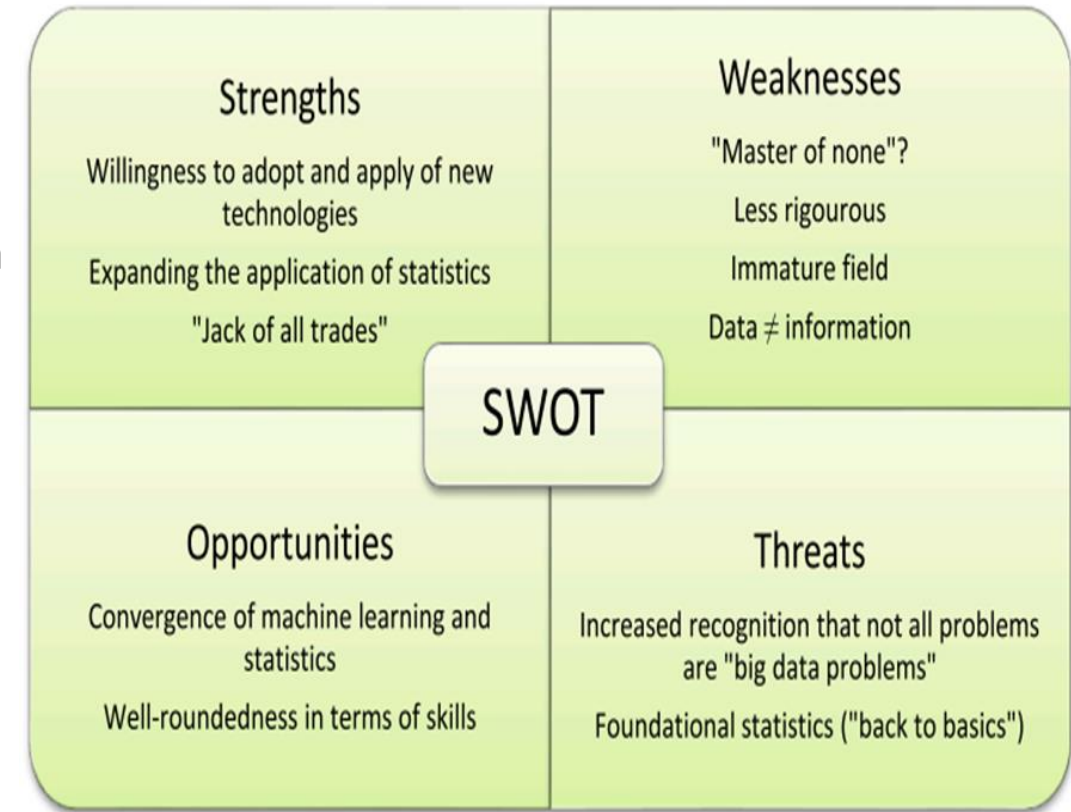 Strengths
Willingness to adopt and apply of new
technologies
Expanding the application of statistics
"Jack of all trades"
Weaknesses
"Master of none"?
Less rigourous
Immature field
Data ≠ information
SWOT
Opportunities
Convergence of machine learning and
statistics
Well-roundedness in terms of skills
Threats
Increased recognition that not all problems
are "big data problems"
Foundational statistics ("back to basics")